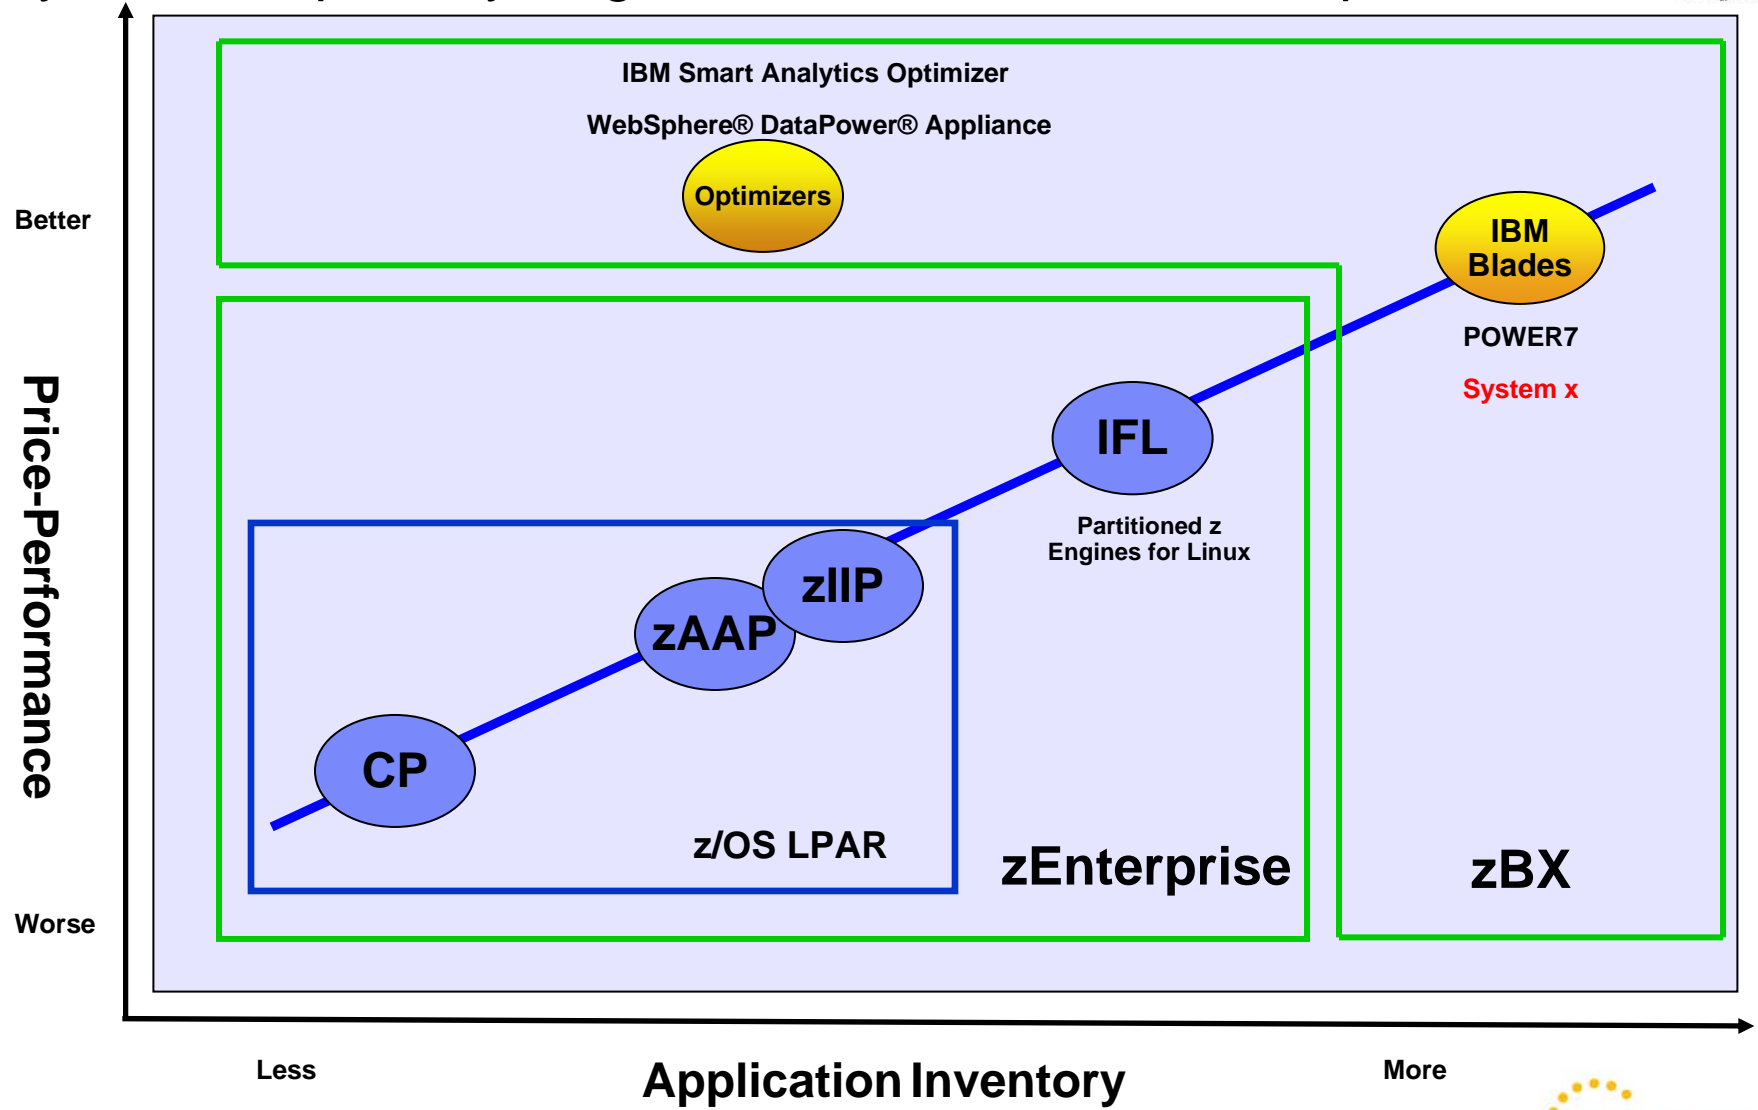 IBM Smart Analytics Optimizer
WebSphere® DataPower® Appliance
Optimizers
Better
IBM
Blades
POWER7
System x
IFL
Partitioned z
Engines for Linux
zIIP
zAAP
CP
Price-Performance
z/OS LPAR
zEnterprise
zBX
Worse
Less
Application Inventory
More